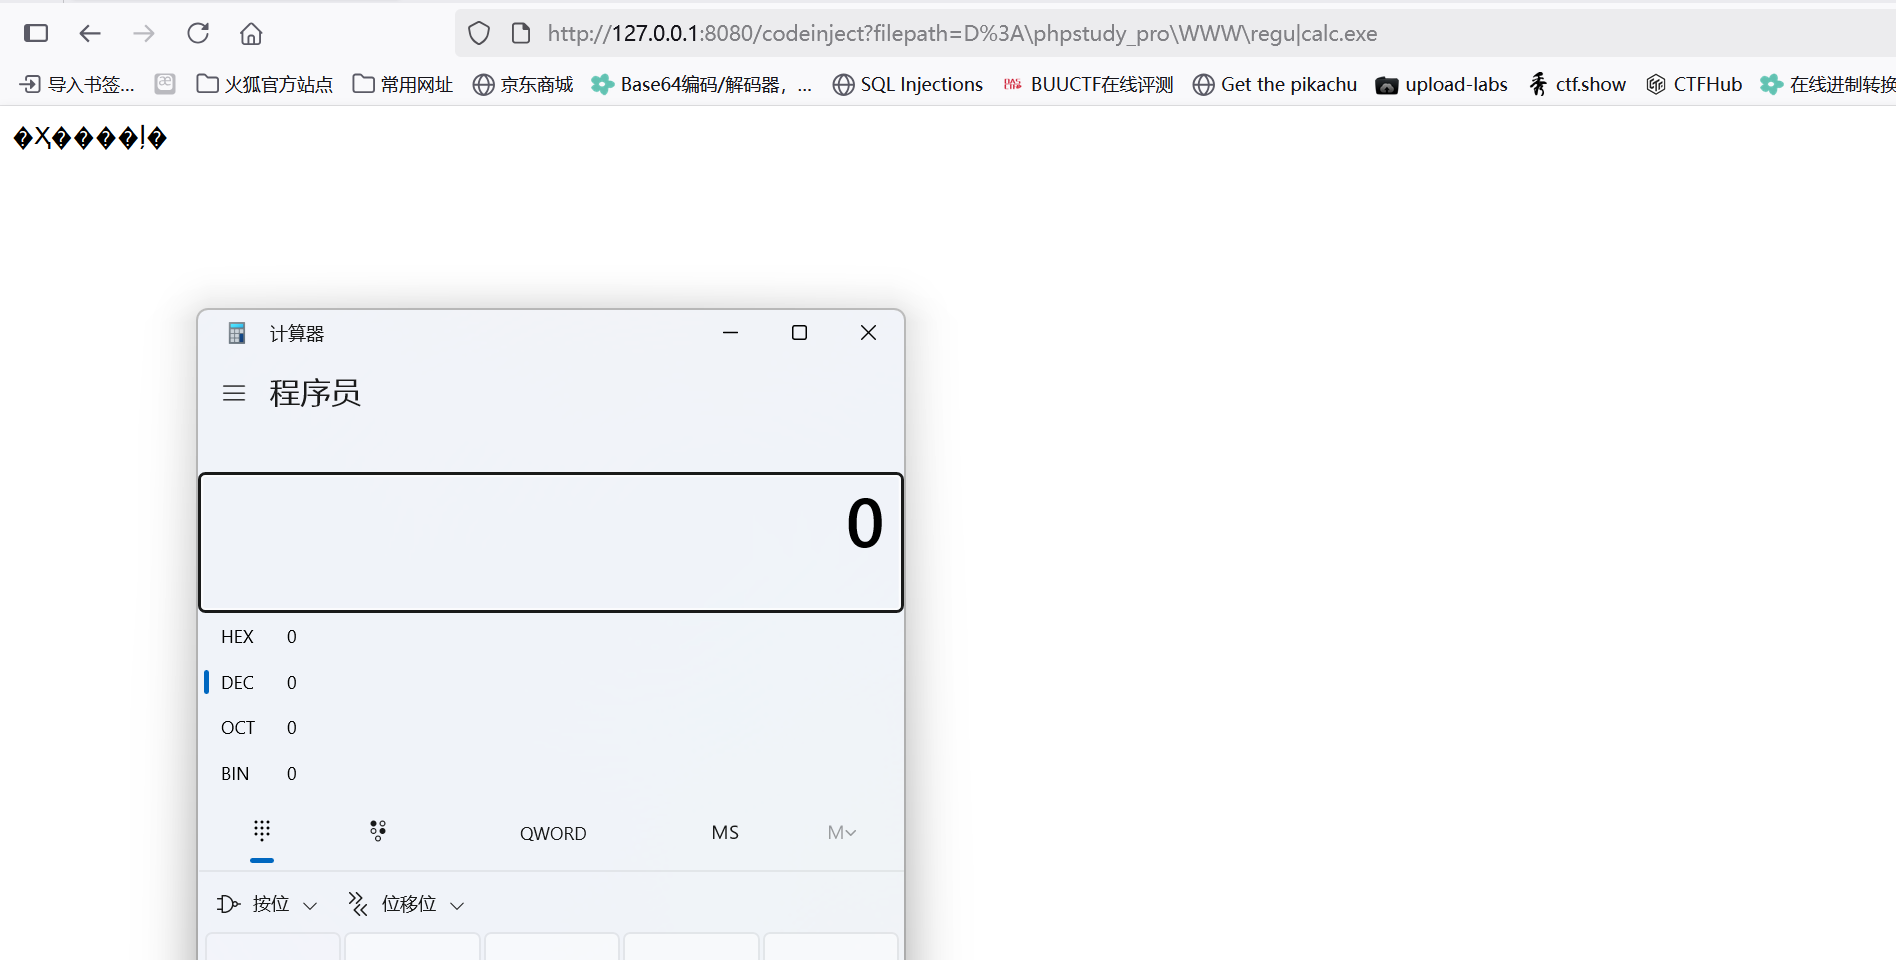 http://127.0.0.1:8080/codeinject?filepath=D%3A\phpstudy_pro\WWW\regu|calc.exe
导入书签... 火狐官方站点 常用网址 京东商城 Base64编码/解码器，... SQL Injections BUUCTF在线评测 Get the pikachu upload-labs ctf.show CTFHub 在线进制转换
�Ҳ����ļ�
计算器
程序员
0
HEX 0
DEC 0
OCT 0
BIN 0
QWORD MS M
按位 位移位